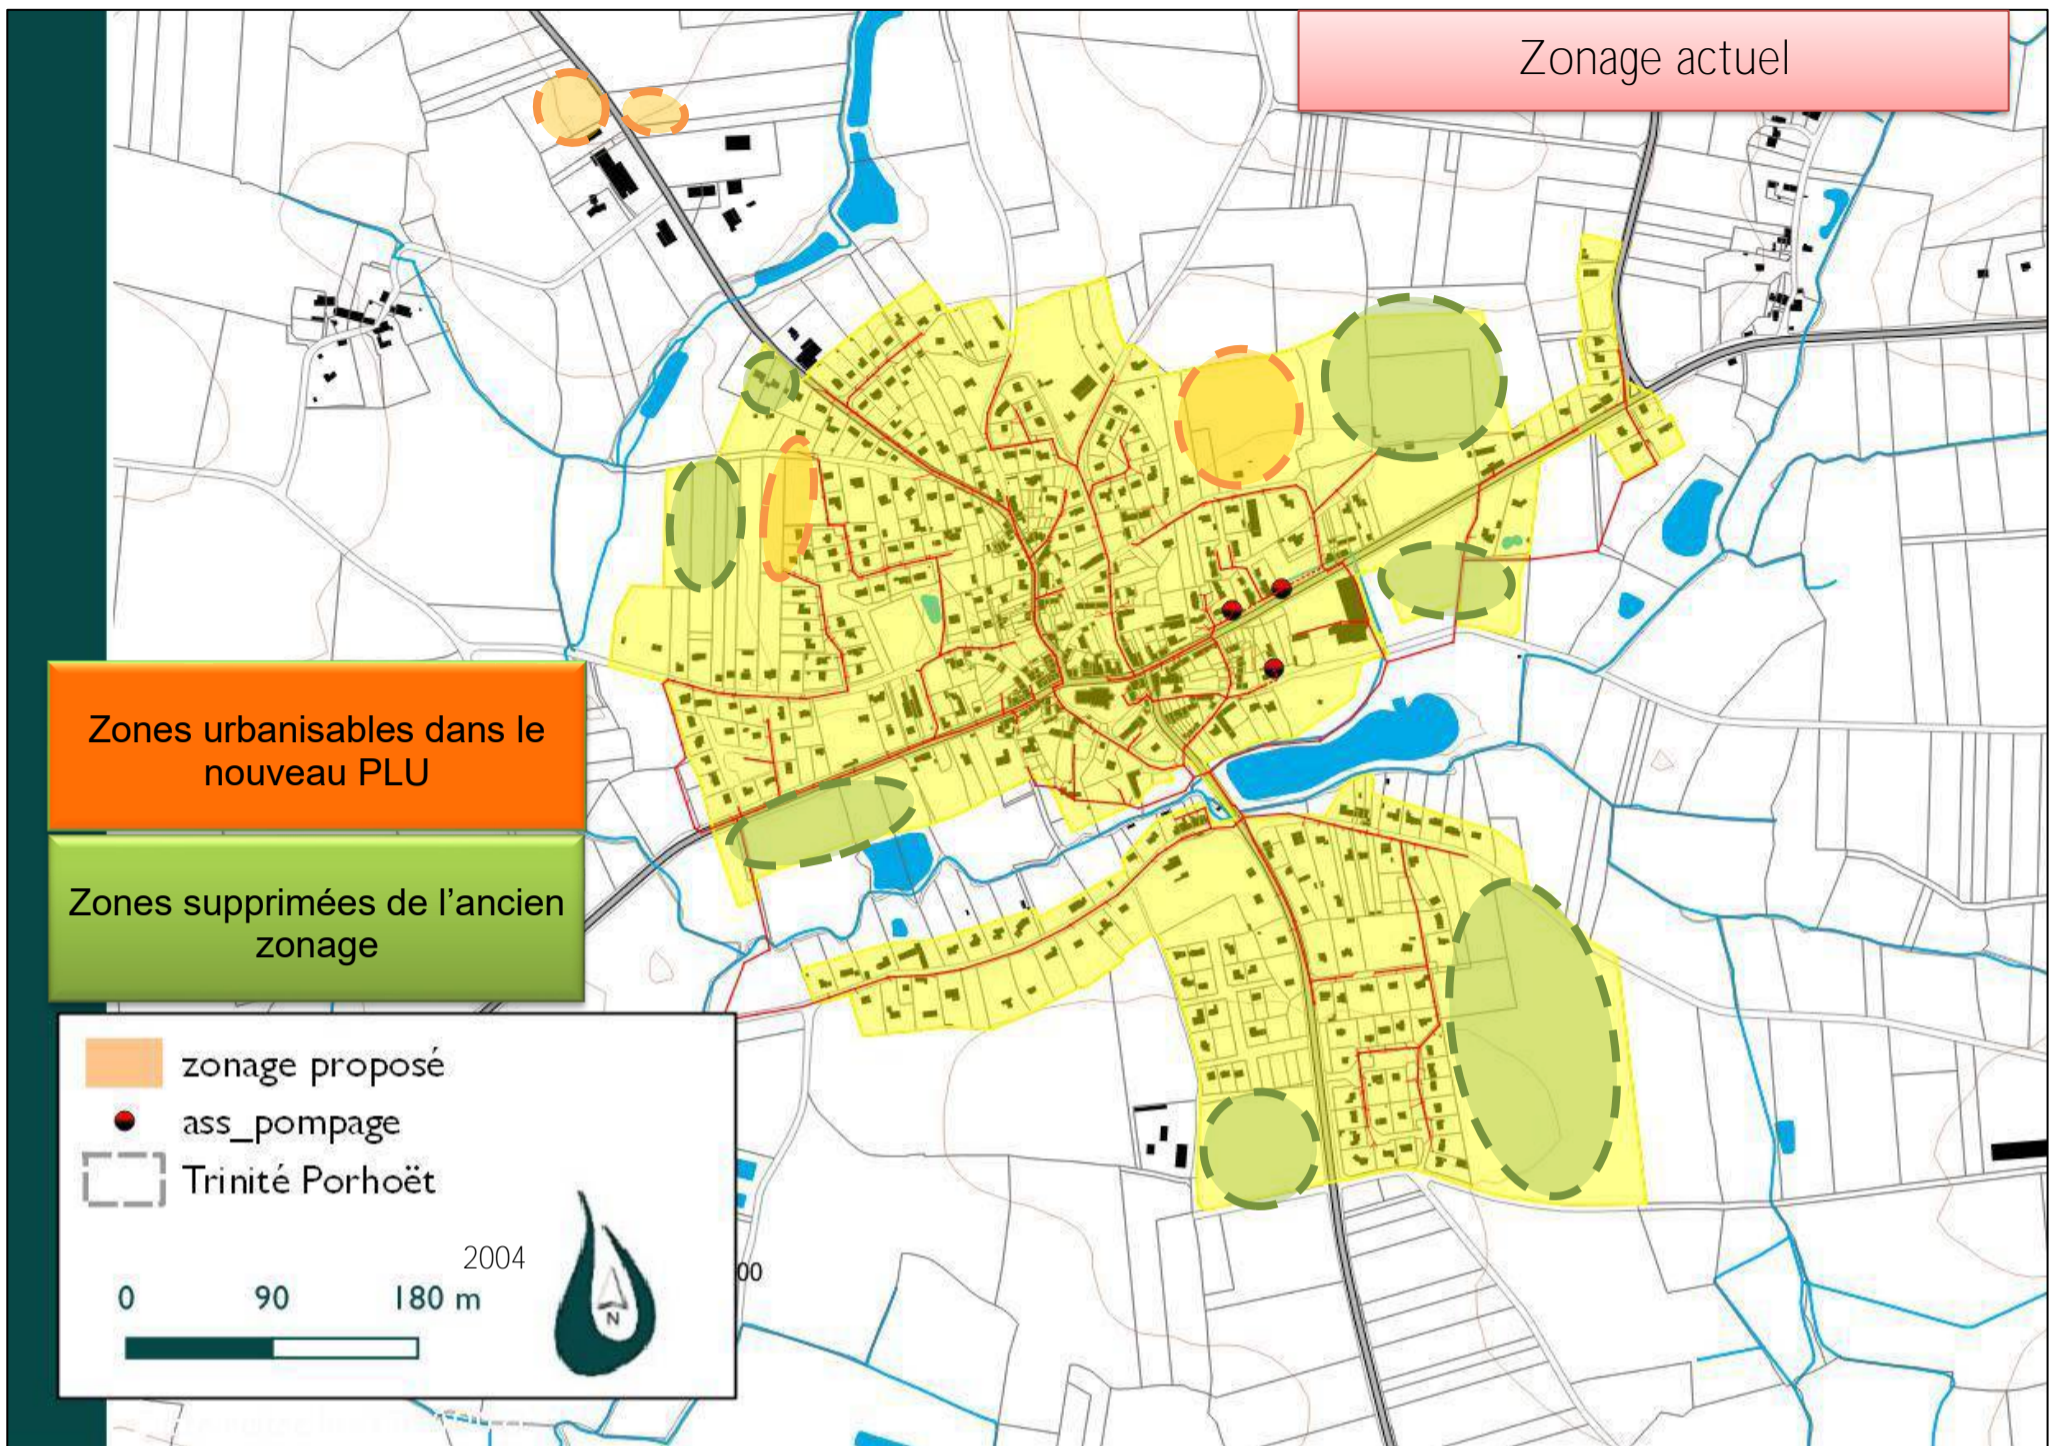 Zonage actuel
Zones urbanisables dans le
nouveau PLU
Zones supprimées de l'ancien
zonage
zonage proposé
ass_pompage
Trinité Porhoët
2004
0 90 180 m
N
00